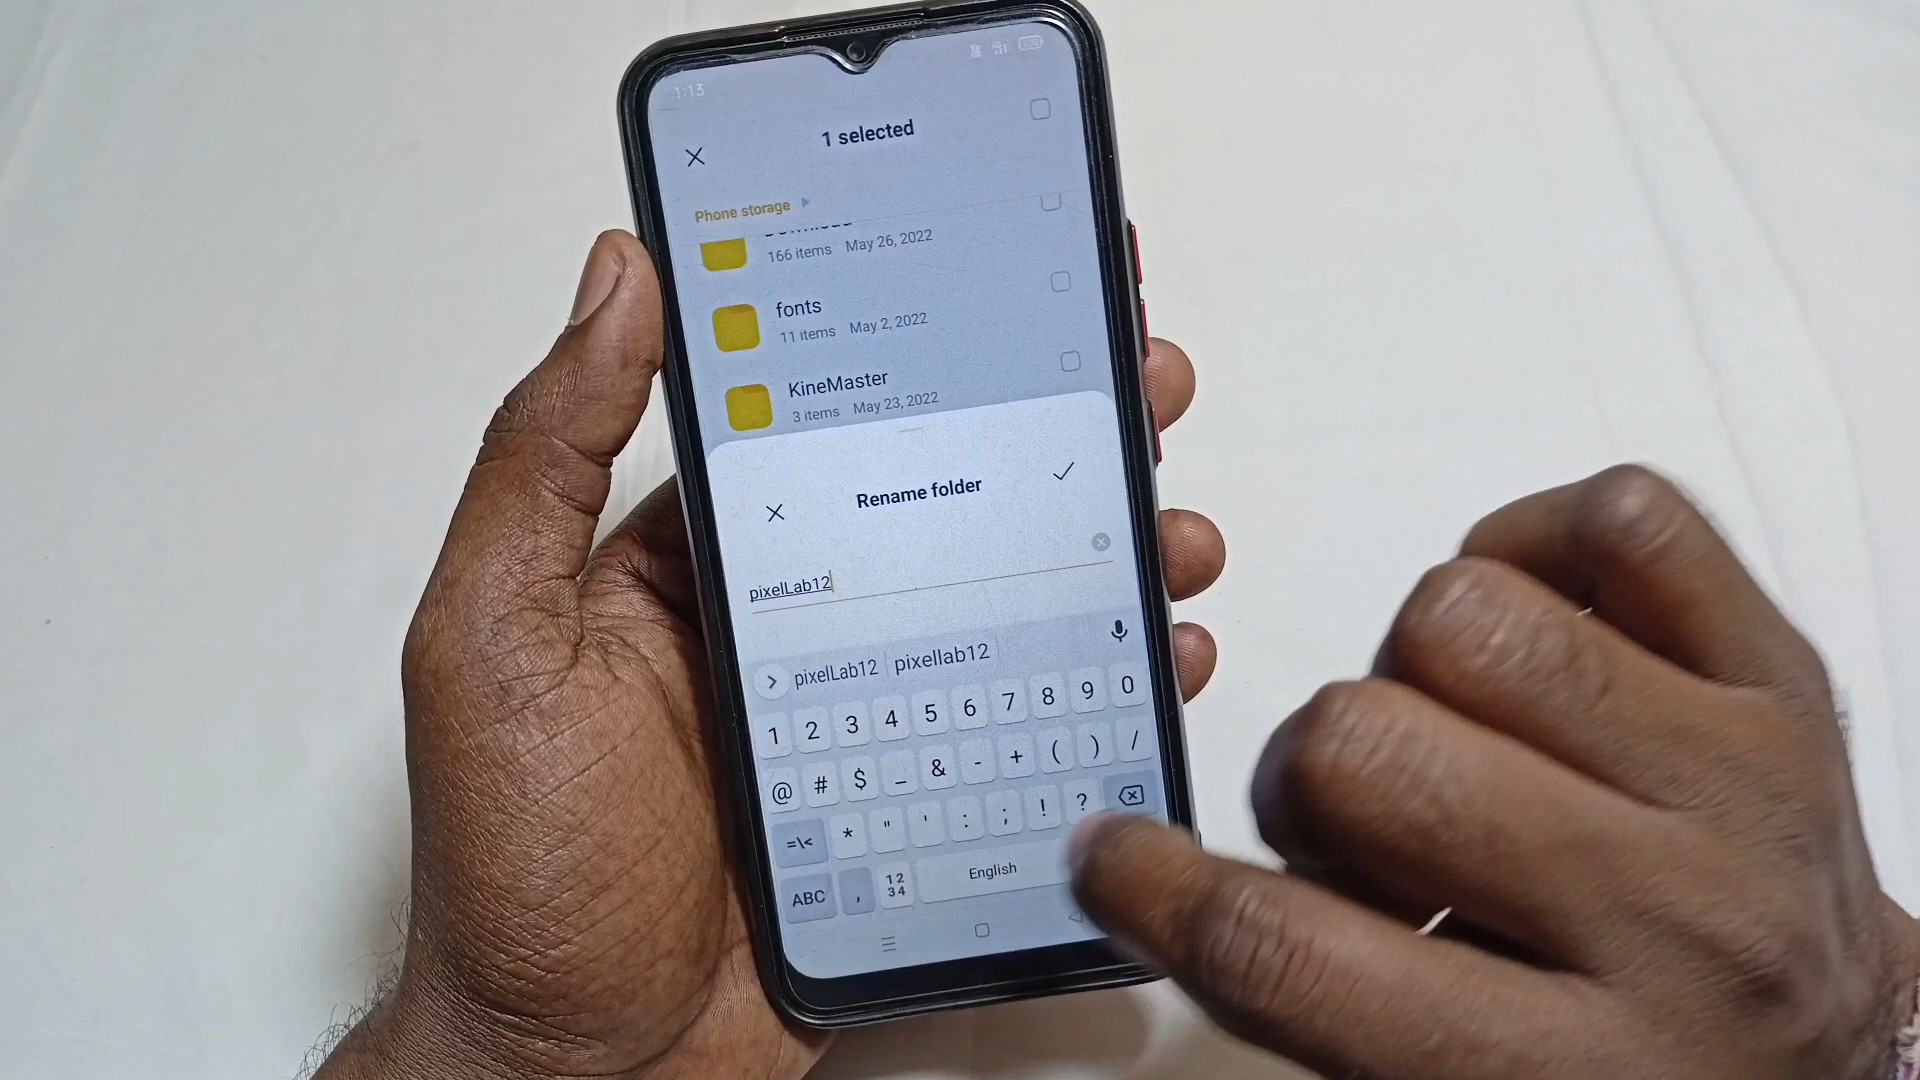 1:13
1 selected
Phone storage
166 items May 26, 2022
fonts
11 items May 2, 2022
KineMaster
3 items May 23, 2022
Rename folder
pixelLab12
pixelLab12 pixellab12
1 2 3 4 5 6 7 8 9 0
@ # $ _ & - + ( ) /
=\< * " ' : ; ! ?
ABC , 12 34 English